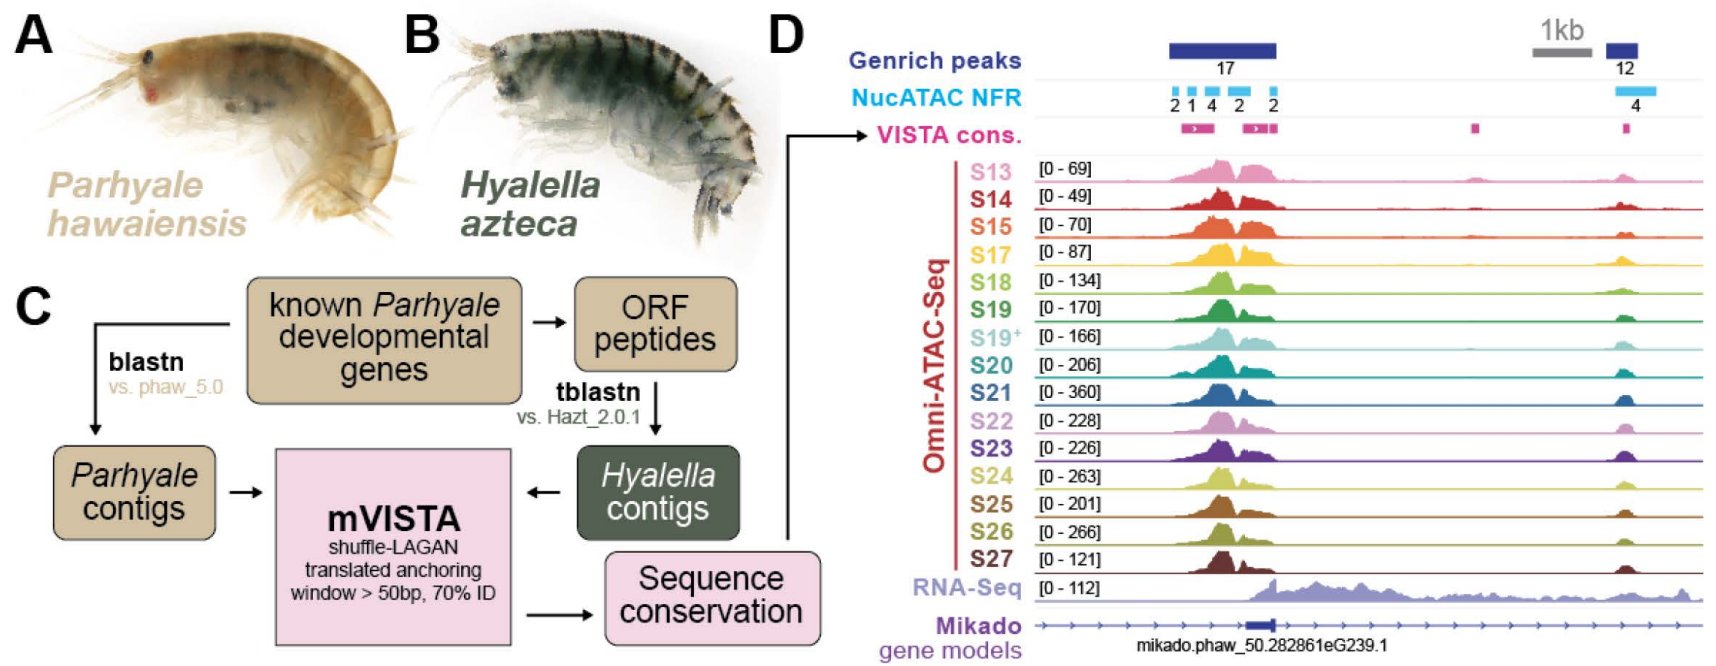 A
Parhyale
hawaiensis
B
Hyalella
azteca
C
known Parhyale
developmental
genes
ORF
peptides
blastn
vs. phaw_5.0
tblastn
vs. Hazt_2.0.1
Parhyale
contigs
mVISTA
shuffle-LAGAN
translated anchoring
window > 50bp, 70% ID
Hyalella
contigs
Sequence
conservation
D
1kb
Genrich peaks
17
12
NucATAC NFR
2 1 4 2 2
4
VISTA cons.
Omni-ATAC-Seq
S13 [0 - 69]
S14 [0 - 49]
S15 [0 - 70]
S17 [0 - 87]
S18 [0 - 134]
S19 [0 - 170]
S19+ [0 - 166]
S20 [0 - 206]
S21 [0 - 360]
S22 [0 - 228]
S23 [0 - 226]
S24 [0 - 263]
S25 [0 - 201]
S26 [0 - 266]
S27 [0 - 121]
RNA-Seq [0 - 112]
Mikado
gene models
mikado.phaw_50.282861eG239.1